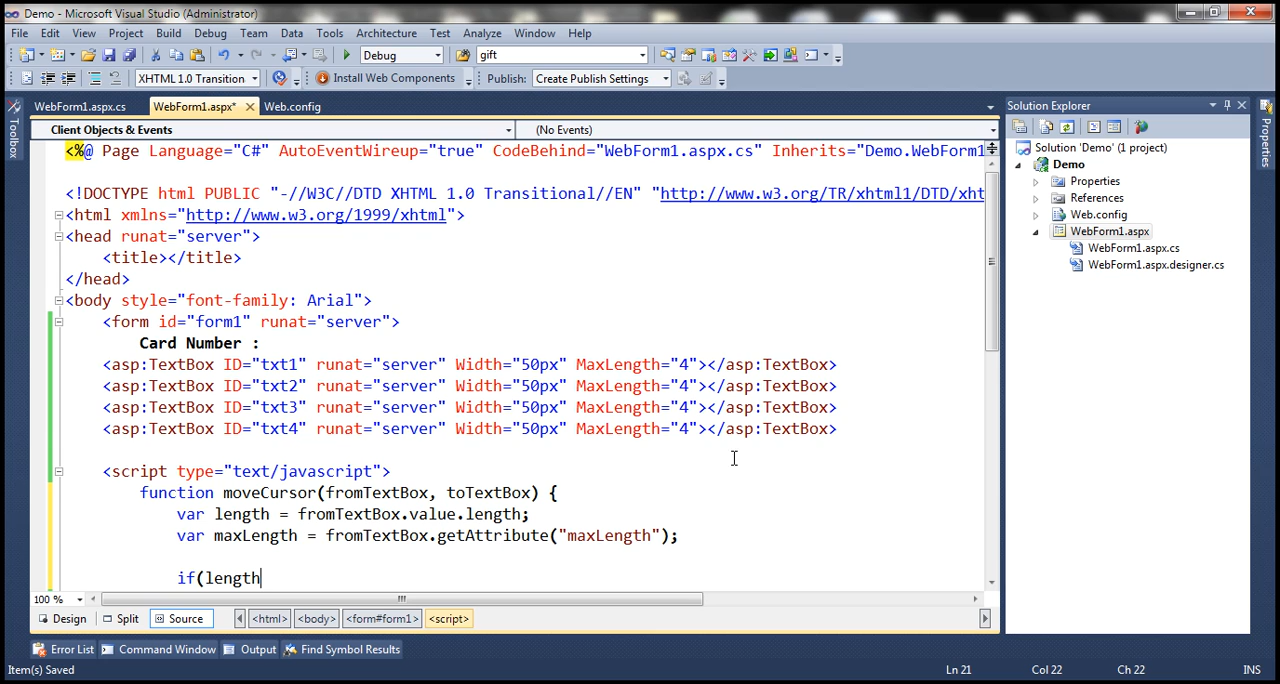 Demo - Microsoft Visual Studio (Administrator)
File Edit View Project Build Debug Team Data Tools Architecture Test Analyze Window Help
Debug gift
XHTML 1.0 Transition Install Web Components Publish: Create Publish Settings
WebForm1.aspx.cs WebForm1.aspx* Web.config
Solution Explorer
Toolbox
Properties
Client Objects & Events (No Events)
<%@ Page Language="C#" AutoEventWireup="true" CodeBehind="WebForm1.aspx.cs" Inherits="Demo.WebForm1
<!DOCTYPE html PUBLIC "-//W3C//DTD XHTML 1.0 Transitional//EN" "http://www.w3.org/TR/xhtml1/DTD/xht
<html xmlns="http://www.w3.org/1999/xhtml">
<head runat="server">
<title></title>
</head>
<body style="font-family: Arial">
<form id="form1" runat="server">
Card Number :
<asp:TextBox ID="txt1" runat="server" Width="50px" MaxLength="4"></asp:TextBox>
<asp:TextBox ID="txt2" runat="server" Width="50px" MaxLength="4"></asp:TextBox>
<asp:TextBox ID="txt3" runat="server" Width="50px" MaxLength="4"></asp:TextBox>
<asp:TextBox ID="txt4" runat="server" Width="50px" MaxLength="4"></asp:TextBox>
<script type="text/javascript">
function moveCursor(fromTextBox, toTextBox) {
var length = fromTextBox.value.length;
var maxLength = fromTextBox.getAttribute("maxLength");
if(length
Solution 'Demo' (1 project)
Demo
Properties
References
Web.config
WebForm1.aspx
WebForm1.aspx.cs
WebForm1.aspx.designer.cs
100 %
Design Split Source <html> <body> <form#form1> <script>
Error List Command Window Output Find Symbol Results
Item(s) Saved Ln 21 Col 22 Ch 22 INS